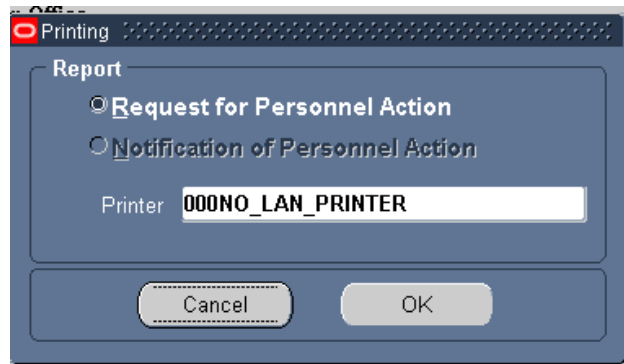 Printing
Report
Request for Personnel Action
Notification of Personnel Action
Printer 000NO_LAN_PRINTER
Cancel OK